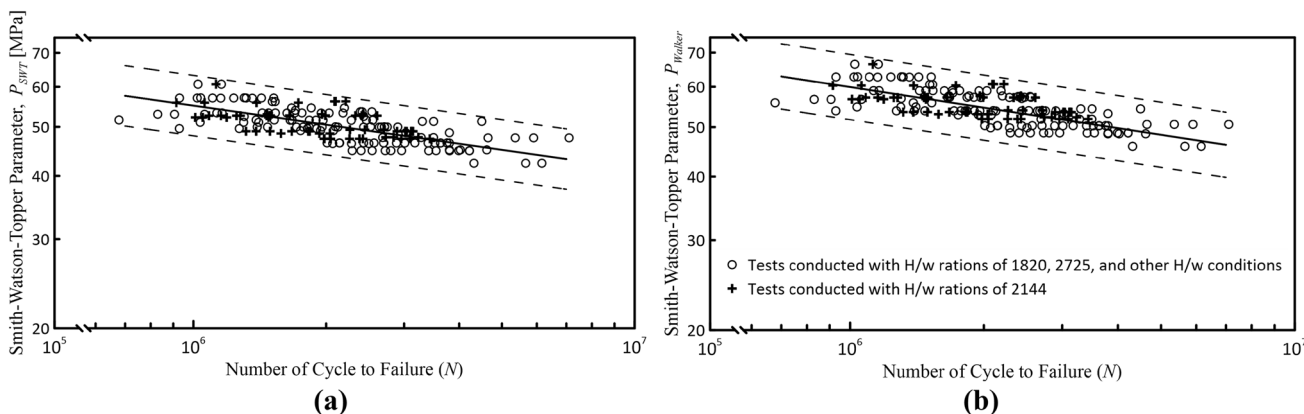 Smith-Watson-Topper Parameter, P_SWT [MPa]
70
60
50
40
30
20
10^5
10^6
10^7
Number of Cycle to Failure (N)
(a)
Smith-Watson-Topper Parameter, P_Walker
70
60
50
40
30
20
Tests conducted with H/w rations of 1820, 2725, and other H/w conditions
Tests conducted with H/w rations of 2144
10^5
10^6
10^7
Number of Cycle to Failure (N)
(b)